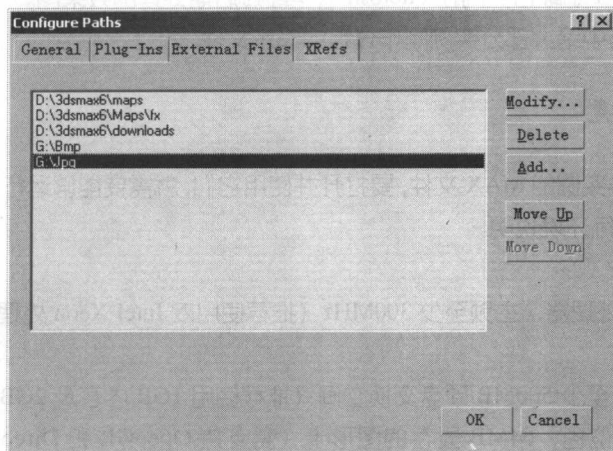 Configure Paths
General Plug-Ins External Files XRefs
D:\3dsmax6\maps
D:\3dsmax6\Maps\fx
D:\3dsmax6\downloads
G:\Bmp
G:\Jpg
Modify...
Delete
Add...
Move Up
Move Down
OK Cancel